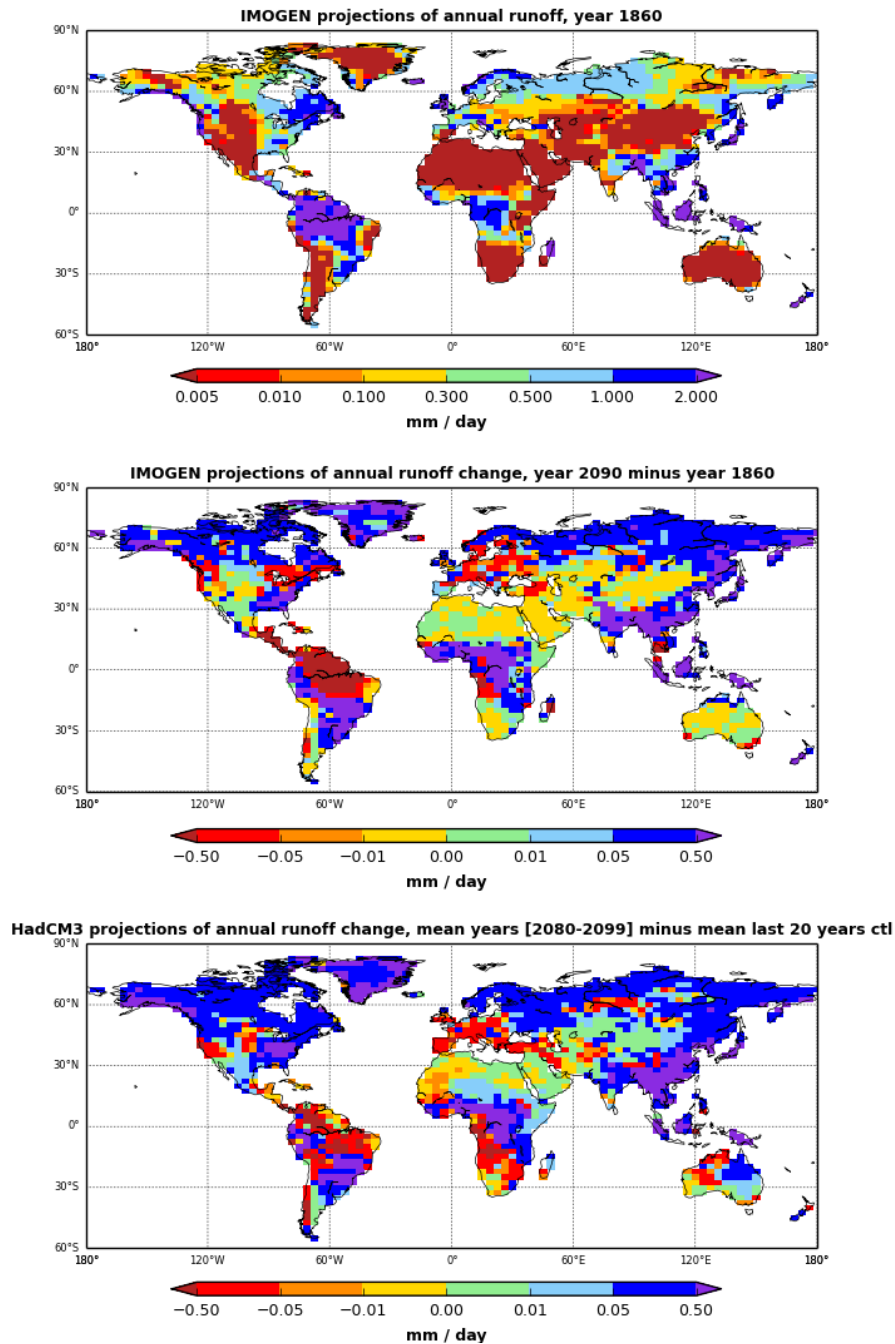 IMOGEN projections of annual runoff, year 1860
90°N
60°N
30°N
0°
30°S
60°S
180° 120°W 60°W 0° 60°E 120°E 180°
0.005 0.010 0.100 0.300 0.500 1.000 2.000
mm / day
IMOGEN projections of annual runoff change, year 2090 minus year 1860
90°N
60°N
30°N
0°
30°S
60°S
180° 120°W 60°W 0° 60°E 120°E 180°
−0.50 −0.05 −0.01 0.00 0.01 0.05 0.50
mm / day
HadCM3 projections of annual runoff change, mean years [2080-2099] minus mean last 20 years ctl
90°N
60°N
30°N
0°
30°S
60°S
180° 120°W 60°W 0° 60°E 120°E 180°
−0.50 −0.05 −0.01 0.00 0.01 0.05 0.50
mm / day